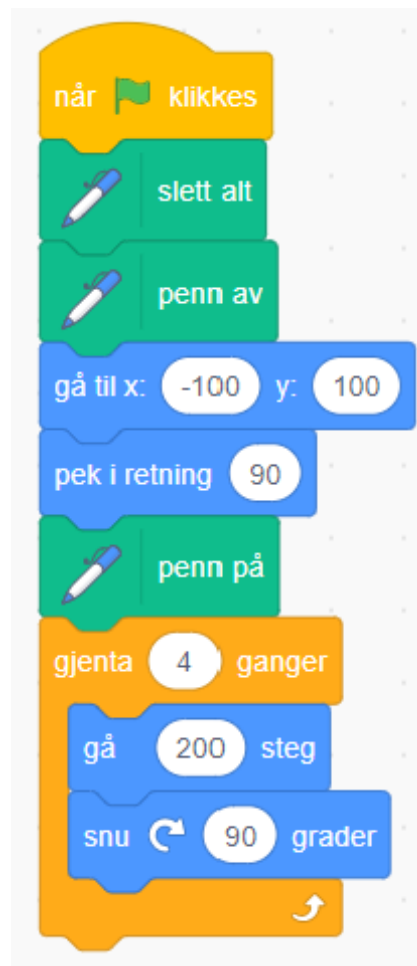 når klikkes
slett alt
penn av
gå til x: -100 y: 100
pek i retning 90
penn på
gjenta 4 ganger
gå 200 steg
snu 90 grader